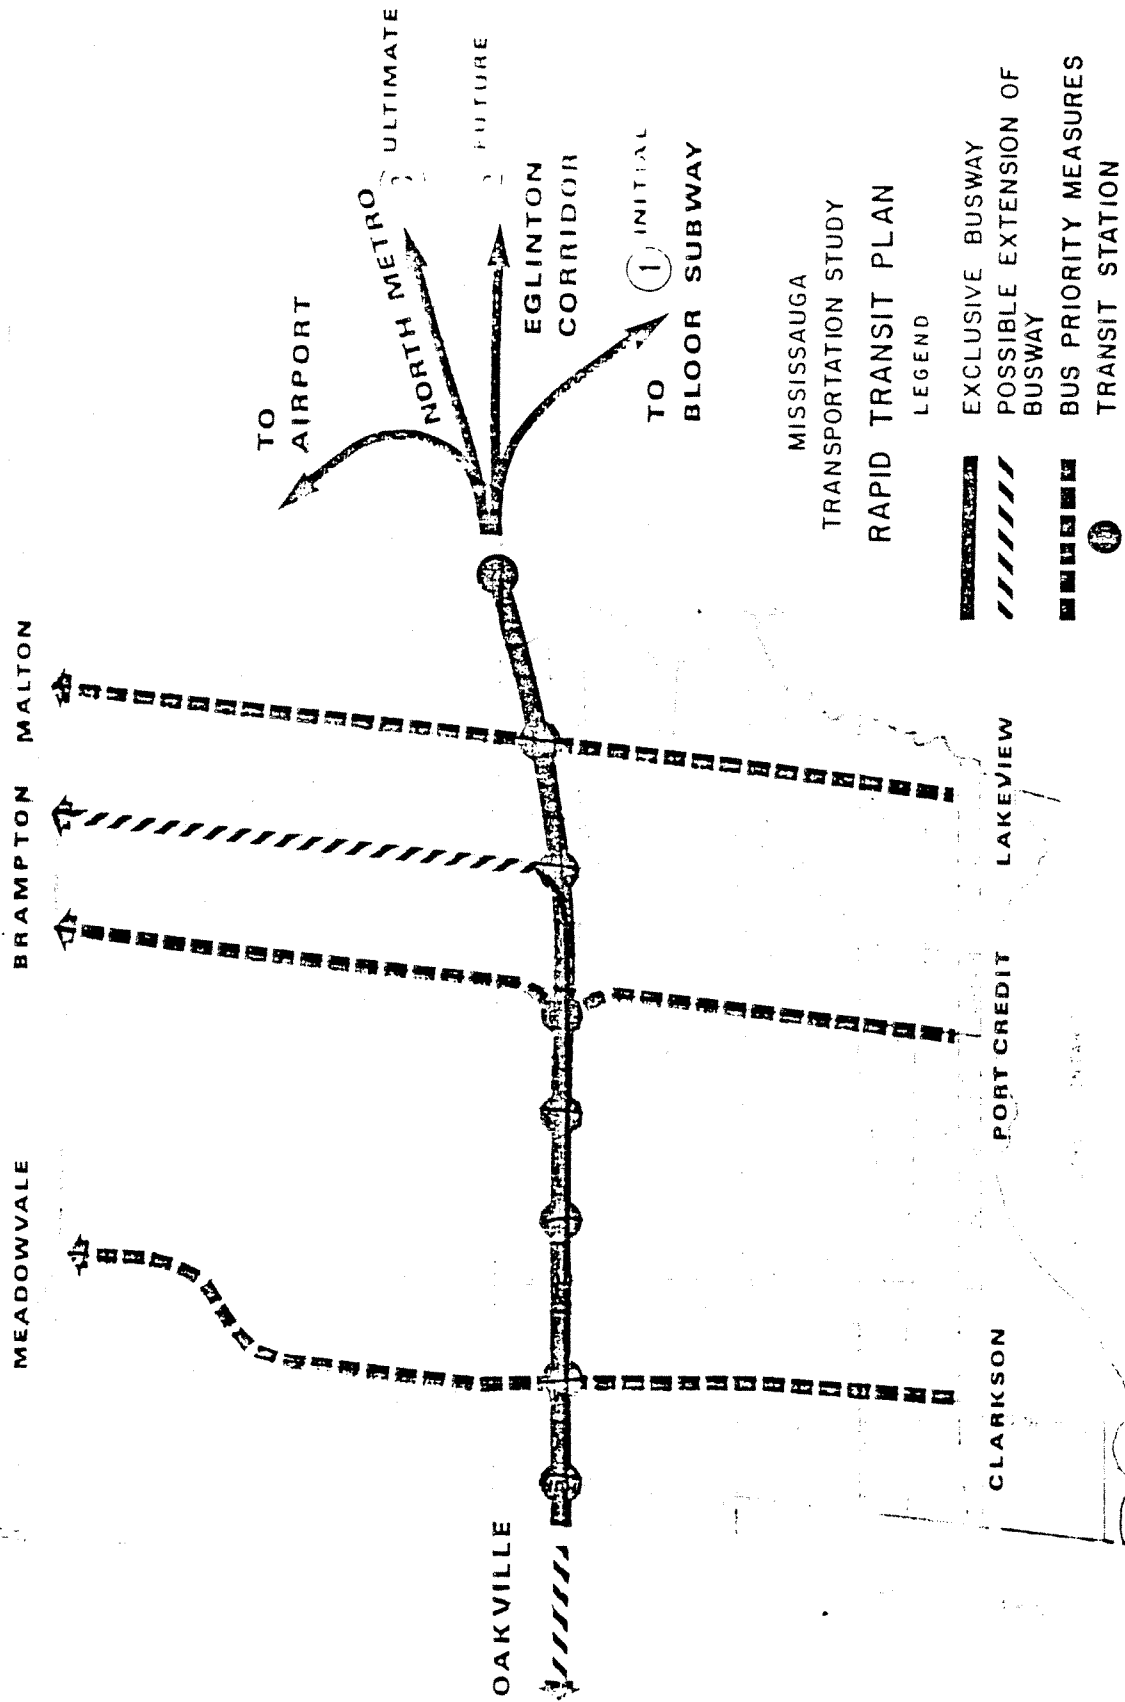 MEADOWVALE
BRAMPTON
MALTON
TO
AIRPORT
NORTH METRO
ULTIMATE
FUTURE
EGLINTON
CORRIDOR
1 INITIAL
TO
BLOOR SUBWAY
OAKVILLE
CLARKSON
PORT CREDIT
LAKEVIEW
MISSISSAUGA
TRANSPORTATION STUDY
RAPID TRANSIT PLAN
LEGEND
EXCLUSIVE BUSWAY
POSSIBLE EXTENSION OF
BUSWAY
BUS PRIORITY MEASURES
TRANSIT STATION